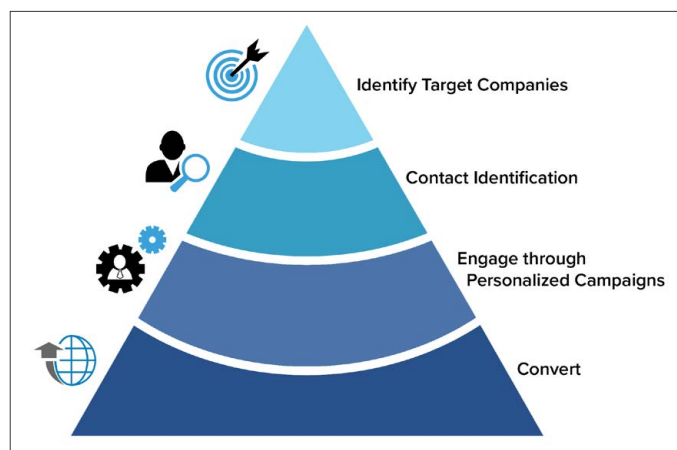 Identify Target Companies
Contact Identification
Engage through
Personalized Campaigns
Convert